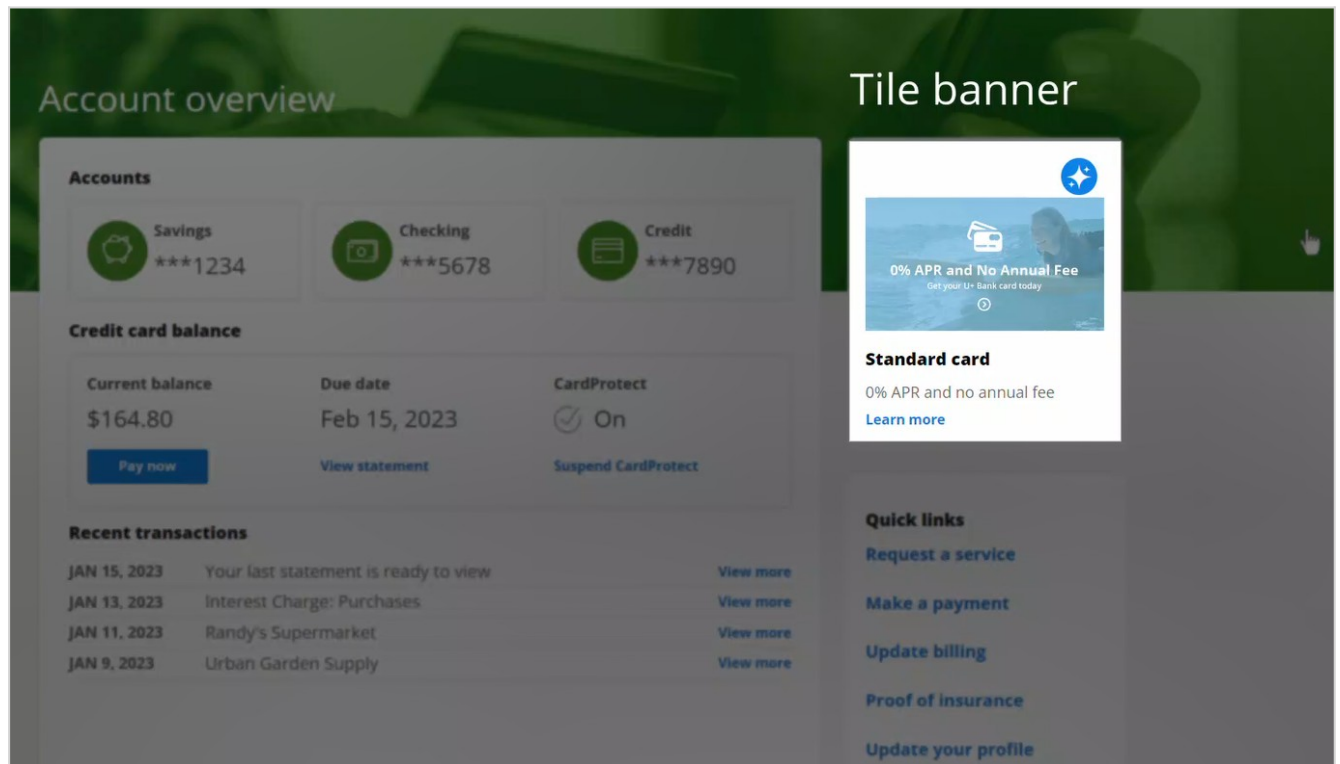 Account overview
Tile banner
Accounts
Savings
***1234
Checking
***5678
Credit
***7890
Credit card balance
Current balance
Due date
CardProtect
$164.80
Feb 15, 2023
On
Pay now
View statement
Suspend CardProtect
Recent transactions
JAN 15, 2023 Your last statement is ready to view View more
JAN 13, 2023 Interest Charge: Purchases View more
JAN 11, 2023 Randy's Supermarket View more
JAN 9, 2023 Urban Garden Supply View more
0% APR and No Annual Fee
Get your U+ Bank card today
Standard card
0% APR and no annual fee
Learn more
Quick links
Request a service
Make a payment
Update billing
Proof of insurance
Update your profile